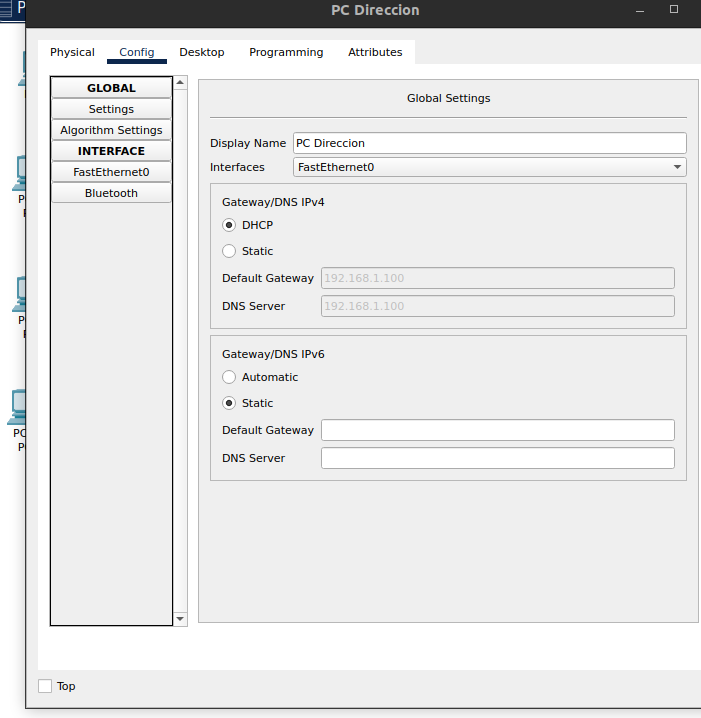 PC Direccion
Physical Config Desktop Programming Attributes
GLOBAL
Settings
Algorithm Settings
INTERFACE
FastEthernet0
Bluetooth
Global Settings
Display Name PC Direccion
Interfaces FastEthernet0
Gateway/DNS IPv4
DHCP
Static
Default Gateway 192.168.1.100
DNS Server 192.168.1.100
Gateway/DNS IPv6
Automatic
Static
Default Gateway
DNS Server
Top